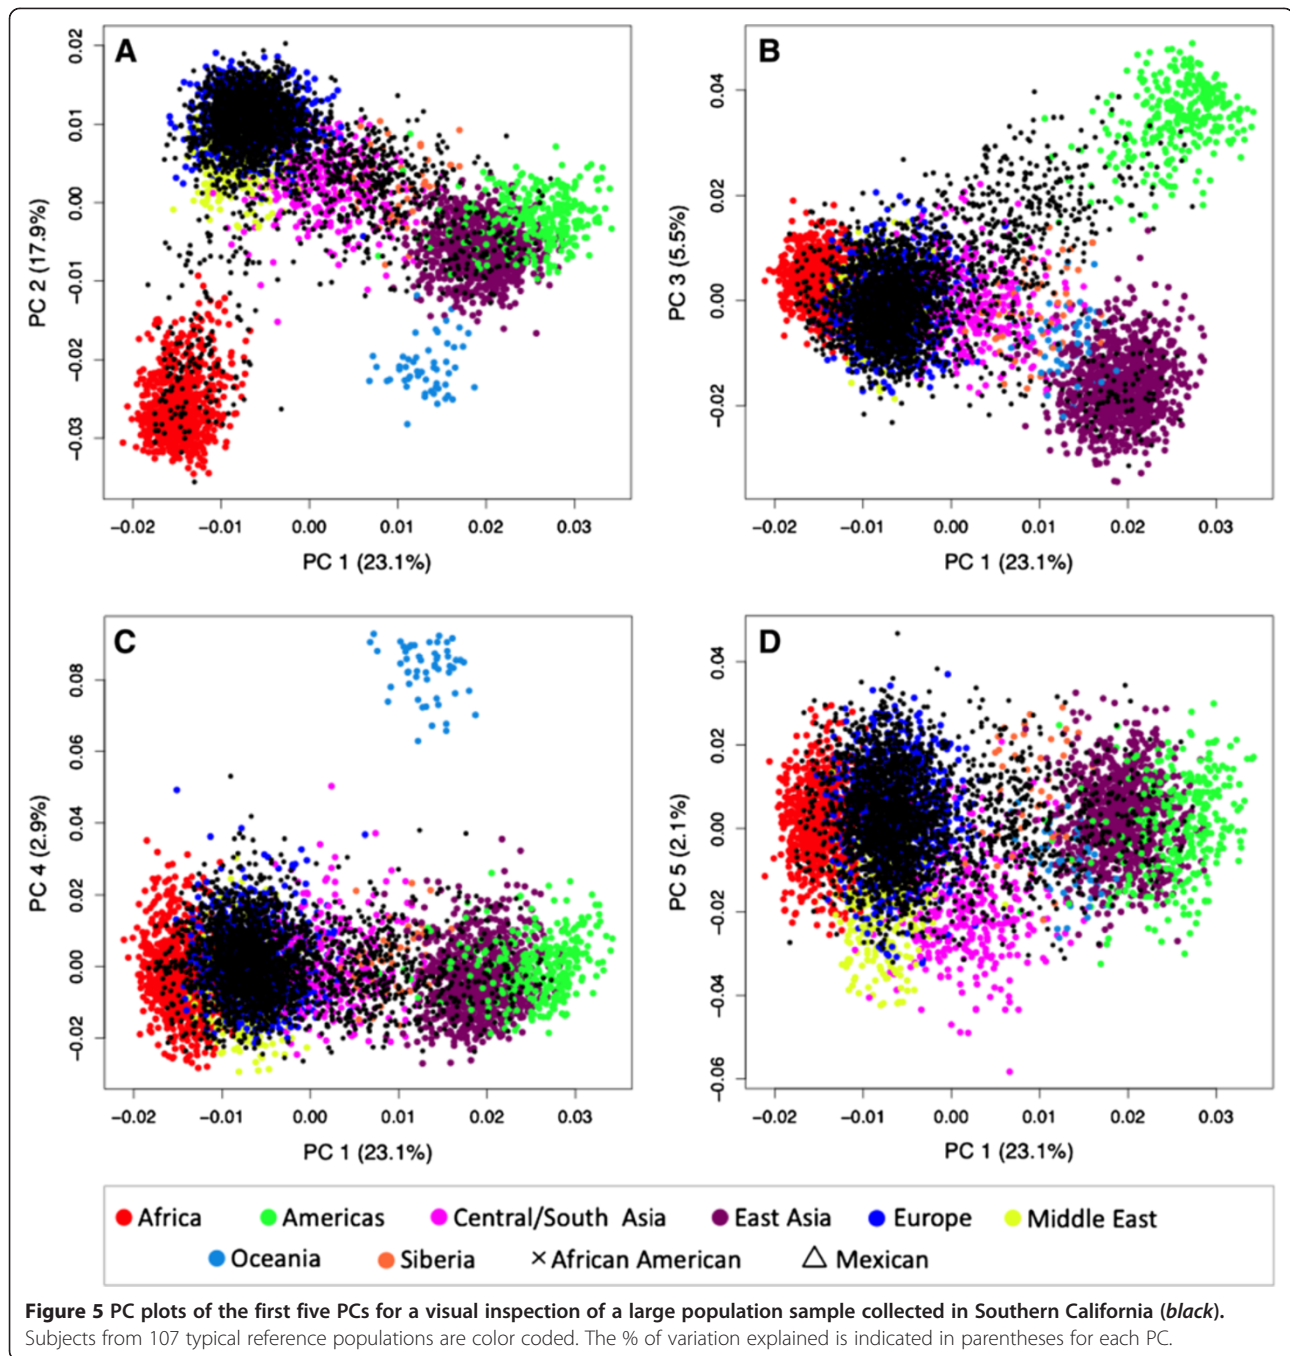 A
PC 2 (17.9%)
0.02
0.01
0.00
−0.01
−0.02
−0.03
−0.02 −0.01 0.00 0.01 0.02 0.03
PC 1 (23.1%)
B
PC 3 (5.5%)
0.04
0.02
0.00
−0.02
−0.02 −0.01 0.00 0.01 0.02 0.03
PC 1 (23.1%)
C
PC 4 (2.9%)
0.08
0.06
0.04
0.02
0.00
−0.02
−0.02 −0.01 0.00 0.01 0.02 0.03
PC 1 (23.1%)
D
PC 5 (2.1%)
0.04
0.02
0.00
−0.02
−0.04
−0.06
−0.02 −0.01 0.00 0.01 0.02 0.03
PC 1 (23.1%)
Africa Americas Central/South Asia East Asia Europe Middle East
Oceania Siberia × African American △ Mexican
Figure 5 PC plots of the first five PCs for a visual inspection of a large population sample collected in Southern California (black).
Subjects from 107 typical reference populations are color coded. The % of variation explained is indicated in parentheses for each PC.